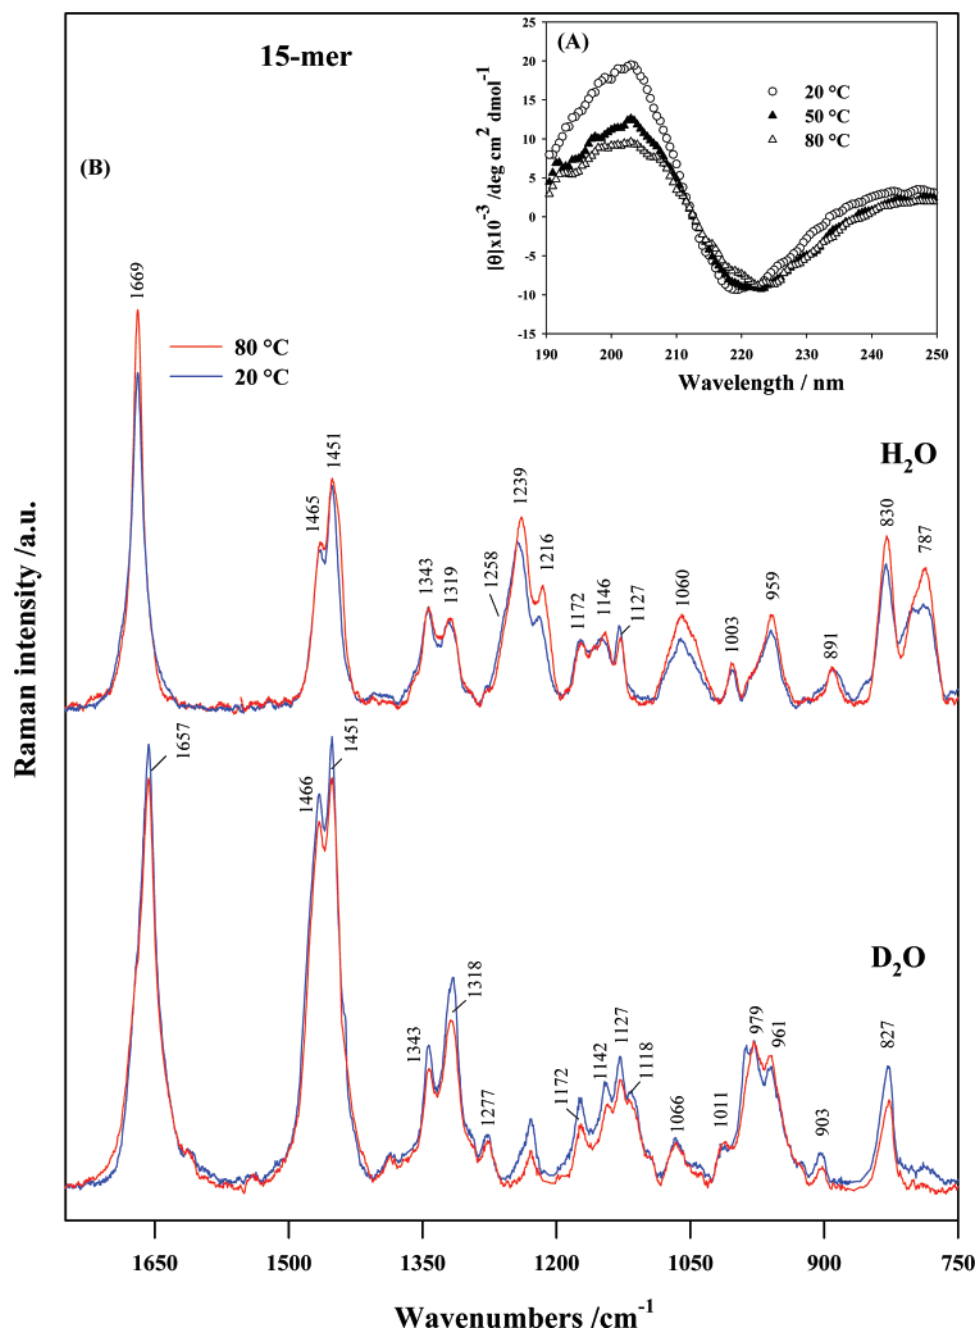 15-mer
(A)
[θ]x10⁻³ /deg cm² dmol⁻¹
25
20
15
10
5
0
-5
-10
-15
190 200 210 220 230 240 250
Wavelength / nm
20 °C
50 °C
80 °C
(B)
80 °C
20 °C
H₂O
1669
1465
1451
1343
1319
1258
1239
1216
1172
1146
1127
1060
1003
959
891
830
787
D₂O
1657
1466
1451
1343
1318
1277
1172
1142
1127
1118
1066
1011
979
961
903
827
Raman intensity /a.u.
1650 1500 1350 1200 1050 900 750
Wavenumbers /cm⁻¹